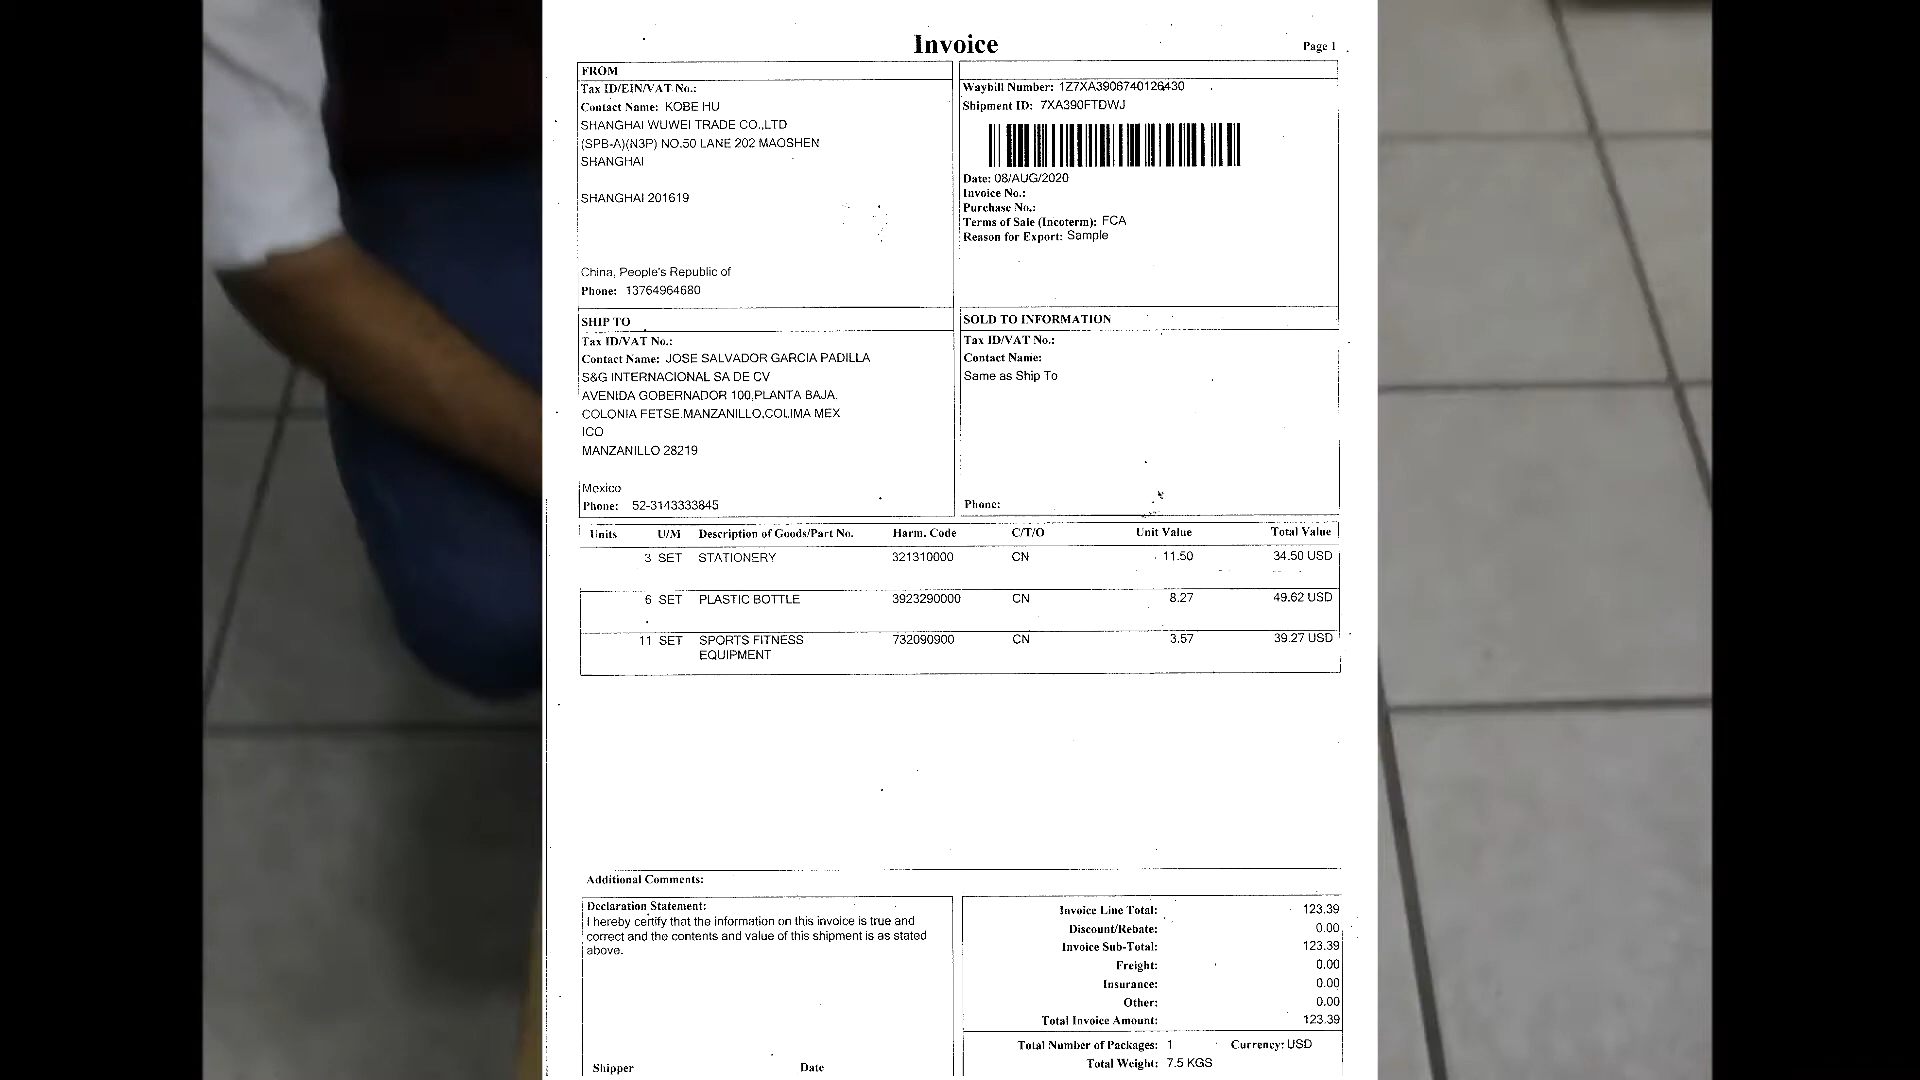 Invoice
Page 1
FROM
Tax ID/EIN/VAT No.:
Contact Name: KOBE HU
SHANGHAI WUWEI TRADE CO.,LTD
(SPB-A)(N3P) NO.50 LANE 202 MAOSHEN
SHANGHAI
SHANGHAI 201619
China, People's Republic of
Phone: 13764964680
Waybill Number: 1Z7XA3906740126430
Shipment ID: 7XA390FTDWJ
Date: 08/AUG/2020
Invoice No.:
Purchase No.:
Terms of Sale (Incoterm): FCA
Reason for Export: Sample
SHIP TO
Tax ID/VAT No.:
Contact Name: JOSE SALVADOR GARCIA PADILLA
S&G INTERNACIONAL SA DE CV
AVENIDA GOBERNADOR 100,PLANTA BAJA.
COLONIA FETSE.MANZANILLO,COLIMA MEX
ICO
MANZANILLO 28219
Mexico
Phone: 52-3143333845
SOLD TO INFORMATION
Tax ID/VAT No.:
Contact Name:
Same as Ship To
Phone:
Units U/M Description of Goods/Part No. Harm. Code C/T/O Unit Value Total Value
3 SET STATIONERY 321310000 CN 11.50 34.50 USD
6 SET PLASTIC BOTTLE 3923290000 CN 8.27 49.62 USD
11 SET SPORTS FITNESS 732090900 CN 3.57 39.27 USD
EQUIPMENT
Additional Comments:
Declaration Statement:
I hereby certify that the information on this invoice is true and
correct and the contents and value of this shipment is as stated
above.
Shipper Date
Invoice Line Total: 123.39
Discount/Rebate: 0.00
Invoice Sub-Total: 123.39
Freight: 0.00
Insurance: 0.00
Other: 0.00
Total Invoice Amount: 123.39
Total Number of Packages: 1 Currency: USD
Total Weight: 7.5 KGS